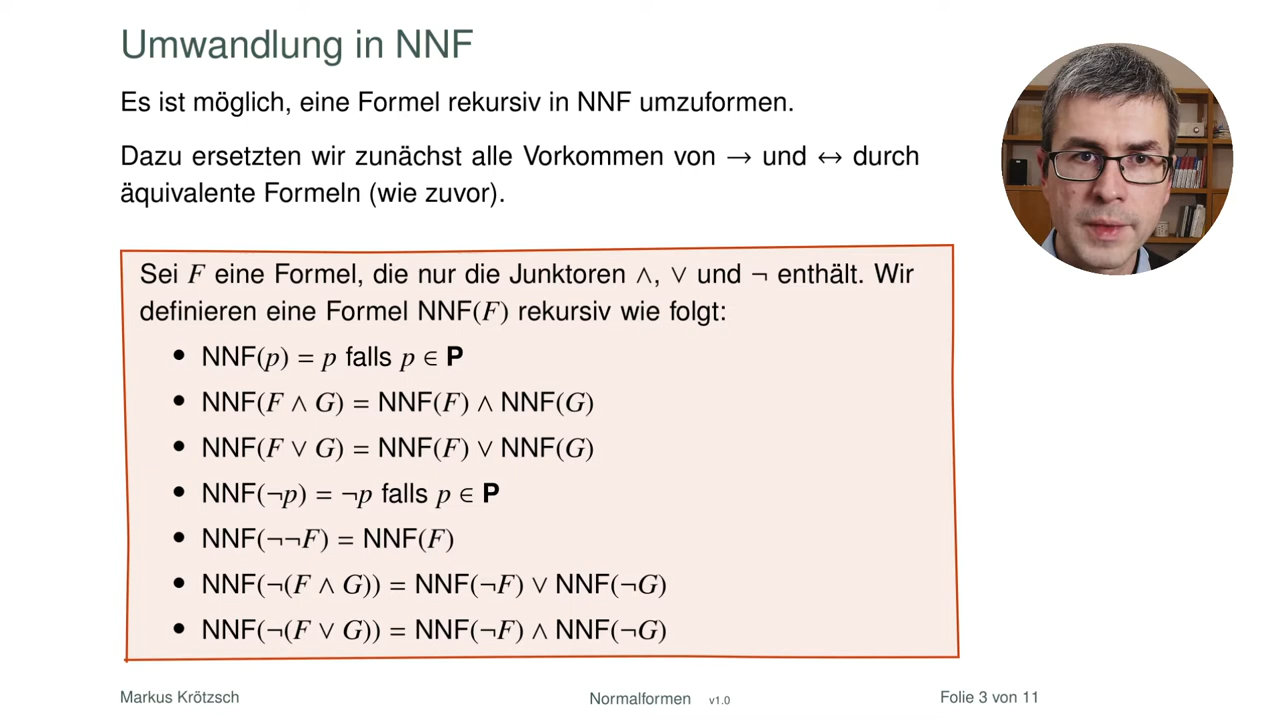 Umwandlung in NNF
Es ist möglich, eine Formel rekursiv in NNF umzuformen.
Dazu ersetzten wir zunächst alle Vorkommen von → und ↔ durch
äquivalente Formeln (wie zuvor).
Sei F eine Formel, die nur die Junktoren ∧, ∨ und ¬ enthält. Wir
definieren eine Formel NNF(F) rekursiv wie folgt:
• NNF(p) = p falls p ∈ P
• NNF(F ∧ G) = NNF(F) ∧ NNF(G)
• NNF(F ∨ G) = NNF(F) ∨ NNF(G)
• NNF(¬p) = ¬p falls p ∈ P
• NNF(¬¬F) = NNF(F)
• NNF(¬(F ∧ G)) = NNF(¬F) ∨ NNF(¬G)
• NNF(¬(F ∨ G)) = NNF(¬F) ∧ NNF(¬G)
Markus Krötzsch Normalformen v1.0 Folie 3 von 11